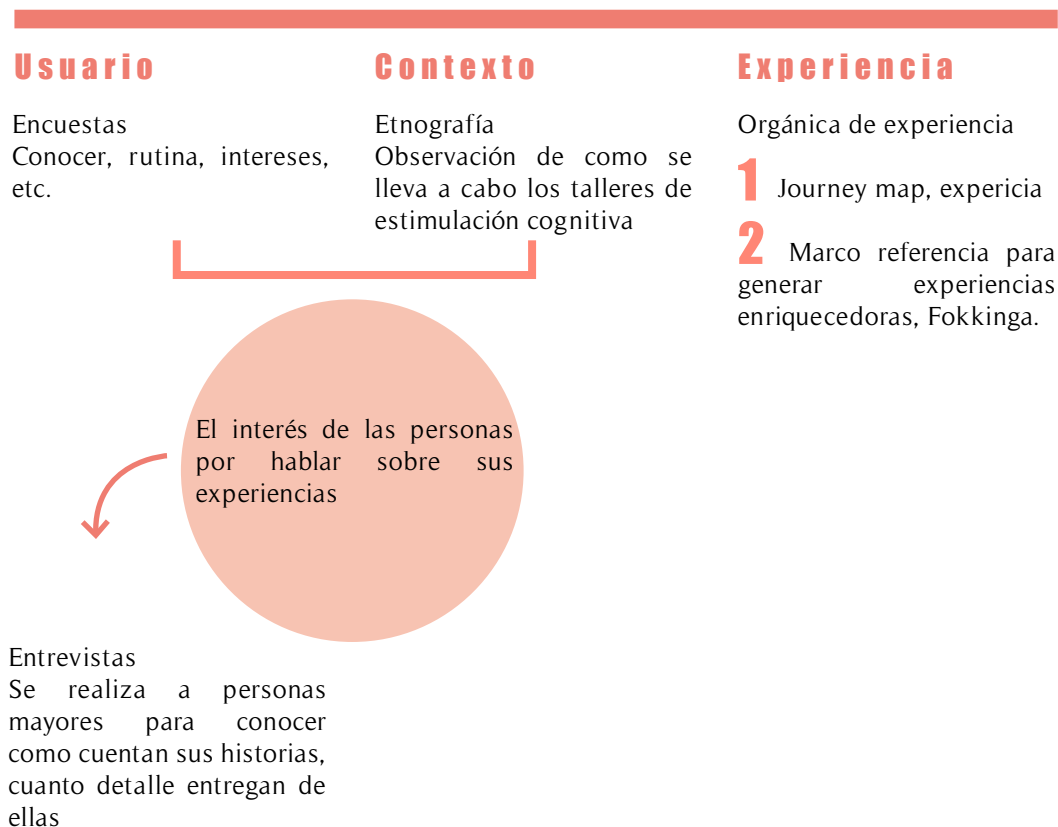 Usuario
Encuestas
Conocer, rutina, intereses,
etc.
Contexto
Etnografía
Observación de como se
lleva a cabo los talleres de
estimulación cognitiva
Experiencia
Orgánica de experiencia
1 Journey map, expericia
2 Marco referencia para
generar experiencias
enriquecedoras, Fokkinga.
El interés de las personas
por hablar sobre sus
experiencias
Entrevistas
Se realiza a personas
mayores para conocer
como cuentan sus historias,
cuanto detalle entregan de
ellas